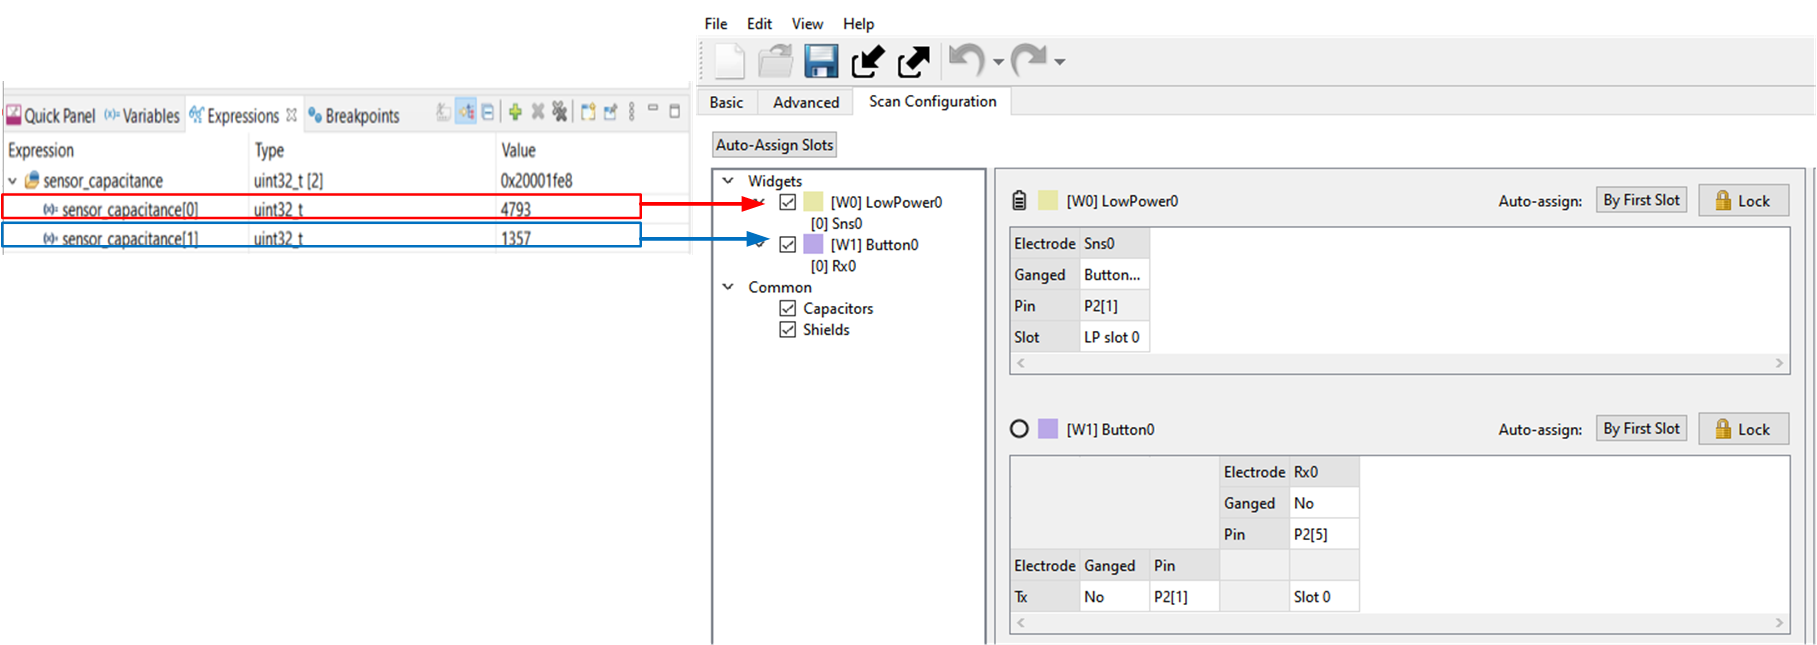 Quick Panel (x)= Variables Expressions Breakpoints
Expression Type Value
sensor_capacitance uint32_t [2] 0x20001fe8
(x)= sensor_capacitance[0] uint32_t 4793
(x)= sensor_capacitance[1] uint32_t 1357
File Edit View Help
Basic Advanced Scan Configuration
Auto-Assign Slots
Widgets
[W0] LowPower0
[0] Sns0
[W1] Button0
[0] Rx0
Common
Capacitors
Shields
[W0] LowPower0 Auto-assign: By First Slot Lock
Electrode Sns0
Ganged Button...
Pin P2[1]
Slot LP slot 0
[W1] Button0 Auto-assign: By First Slot Lock
Electrode Rx0
Ganged No
Pin P2[5]
Electrode Ganged Pin
Tx No P2[1] Slot 0